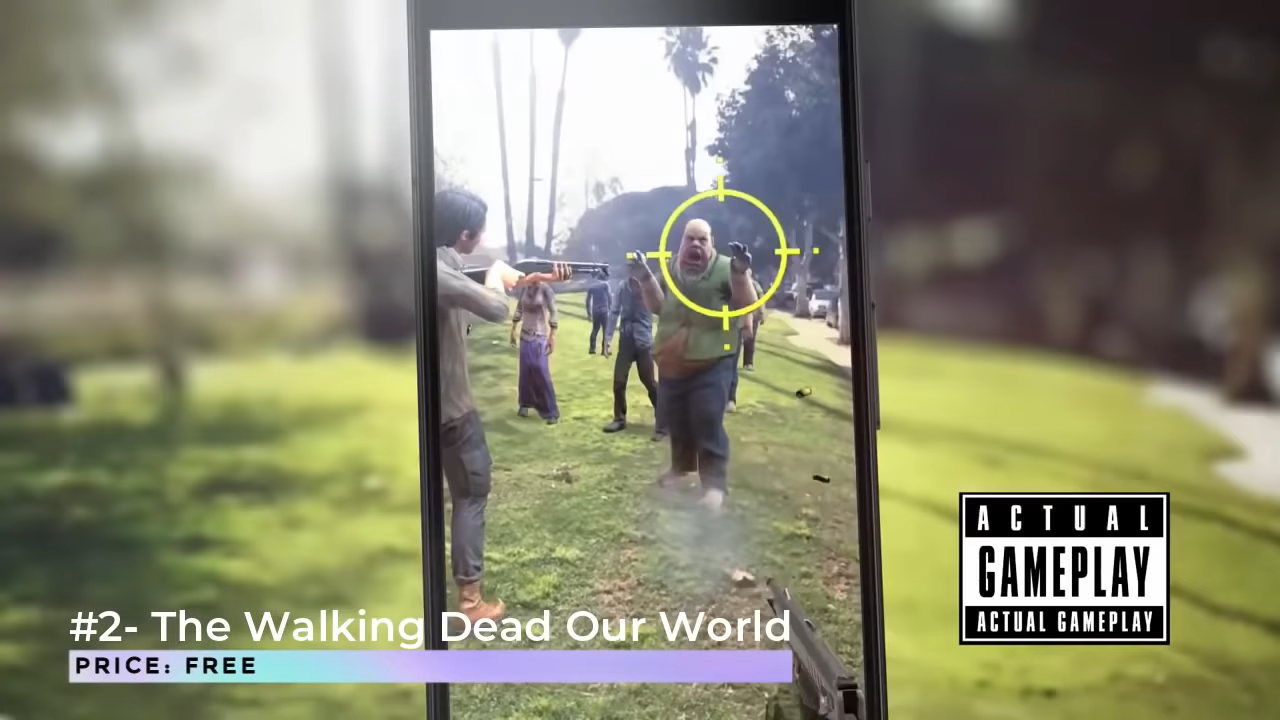 ACTUAL
GAMEPLAY
ACTUAL GAMEPLAY
#2- The Walking Dead Our World
PRICE: FREE